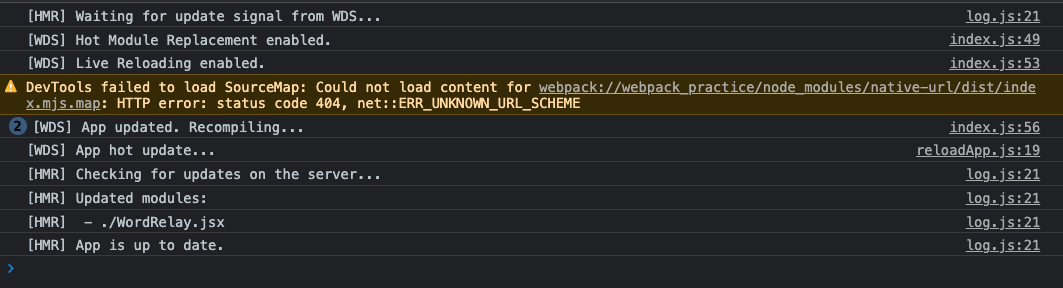 [HMR] Waiting for update signal from WDS... log.js:21
[WDS] Hot Module Replacement enabled. index.js:49
[WDS] Live Reloading enabled. index.js:53
DevTools failed to load SourceMap: Could not load content for webpack://webpack_practice/node_modules/native-url/dist/inde
x.mjs.map: HTTP error: status code 404, net::ERR_UNKNOWN_URL_SCHEME
2 [WDS] App updated. Recompiling... index.js:56
[WDS] App hot update... reloadApp.js:19
[HMR] Checking for updates on the server... log.js:21
[HMR] Updated modules: log.js:21
[HMR]  - ./WordRelay.jsx log.js:21
[HMR] App is up to date. log.js:21